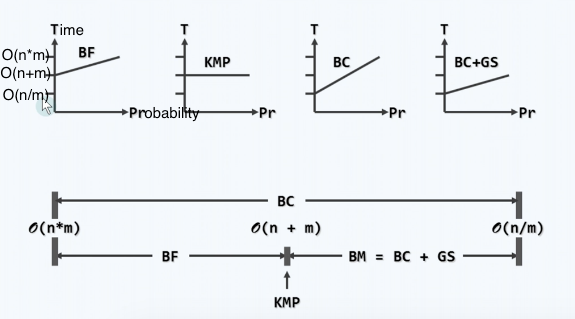 Time
T
T
T
O(n*m)
BF
KMP
BC
BC+GS
O(n+m)
O(n/m)
Probability
Pr
Pr
Pr
BC
𝒪(n*m)
𝒪(n + m)
𝒪(n/m)
BF
BM = BC + GS
KMP